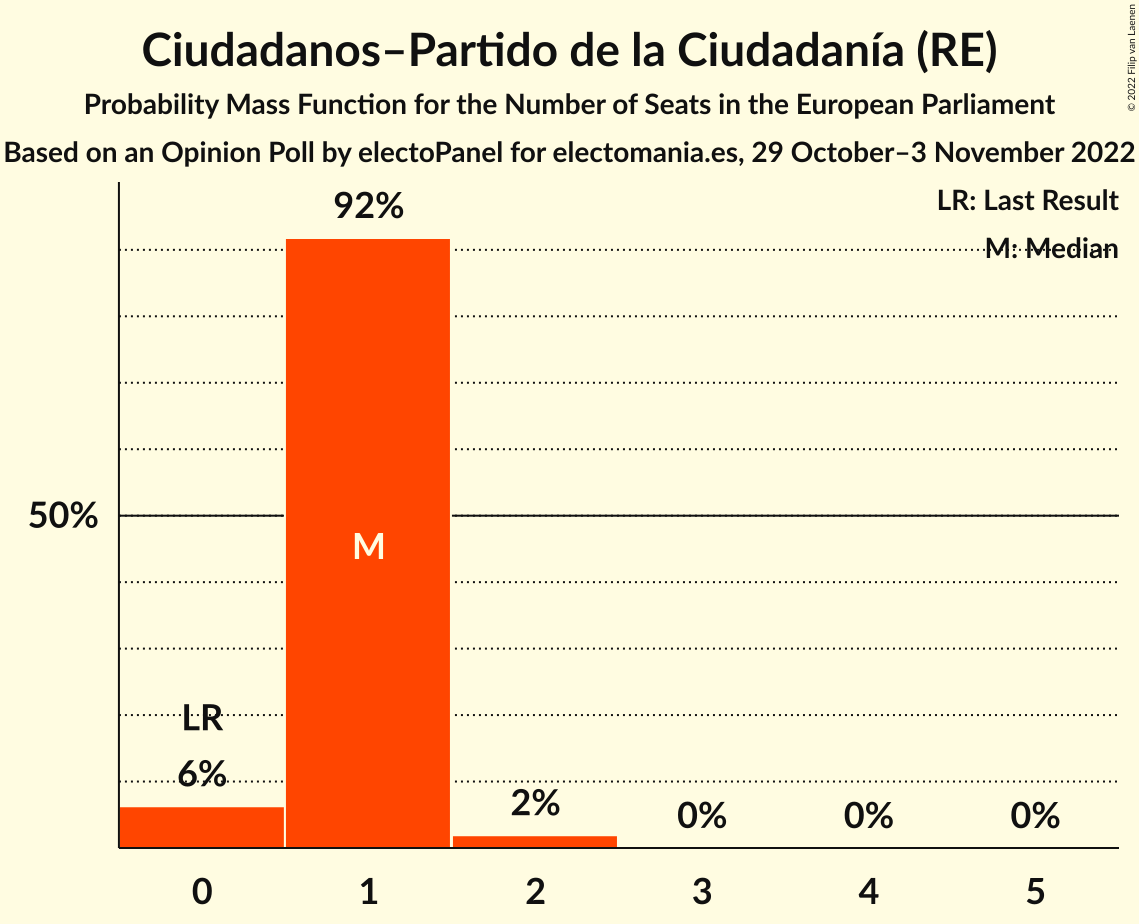 Ciudadanos–Partido de la Ciudadanía (RE)
Probability Mass Function for the Number of Seats in the European Parliament
Based on an Opinion Poll by electoPanel for electomania.es, 29 October–3 November 2022
© 2022 Filip van Laenen
LR: Last Result
M: Median
92%
50%
M
LR
6%
2%
0%
0%
0%
0
1
2
3
4
5